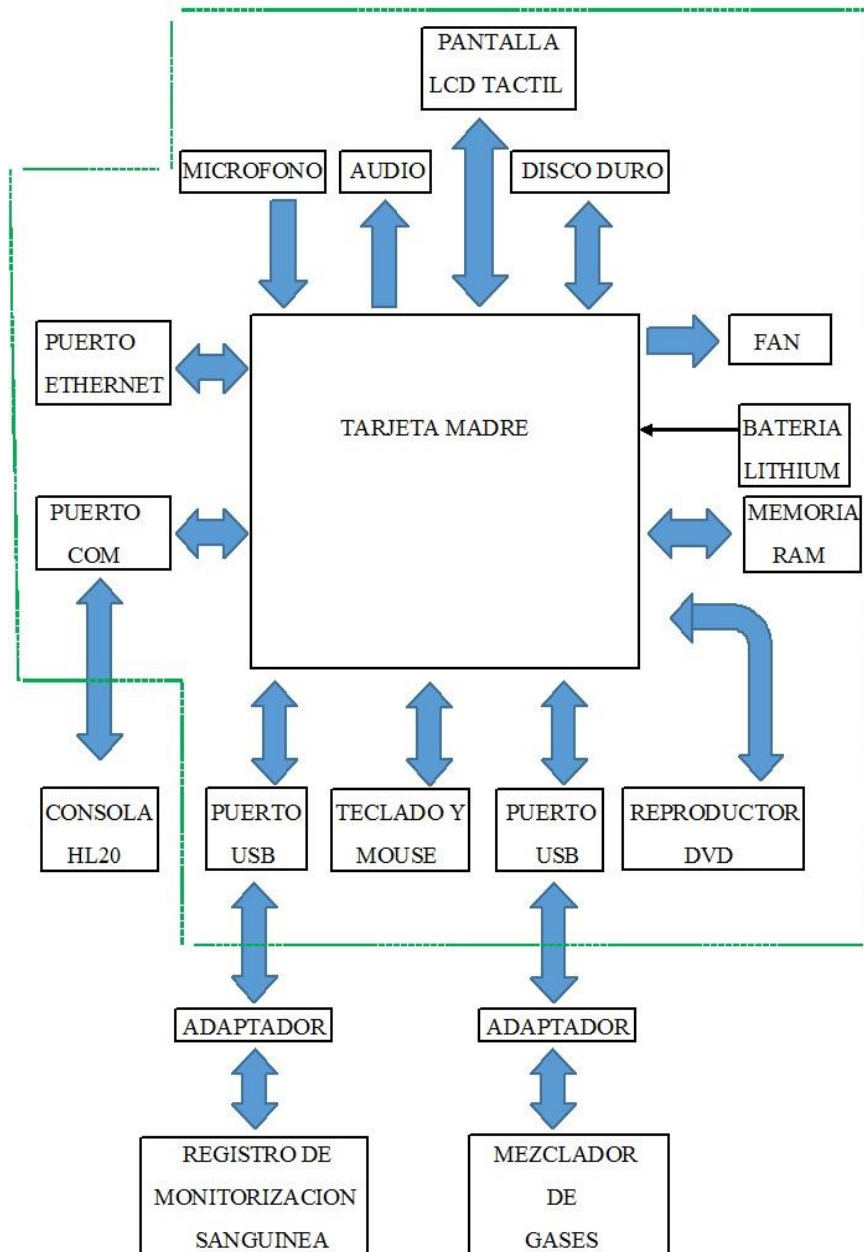 PANTALLA
LCD TACTIL
MICROFONO
AUDIO
DISCO DURO
PUERTO
ETHERNET
FAN
TARJETA MADRE
BATERIA
LITHIUM
PUERTO
COM
MEMORIA
RAM
CONSOLA
HL20
PUERTO
USB
TECLADO Y
MOUSE
PUERTO
USB
REPRODUCTOR
DVD
ADAPTADOR
ADAPTADOR
REGISTRO DE
MONITORIZACION
SANGUINEA
MEZCLADOR
DE
GASES